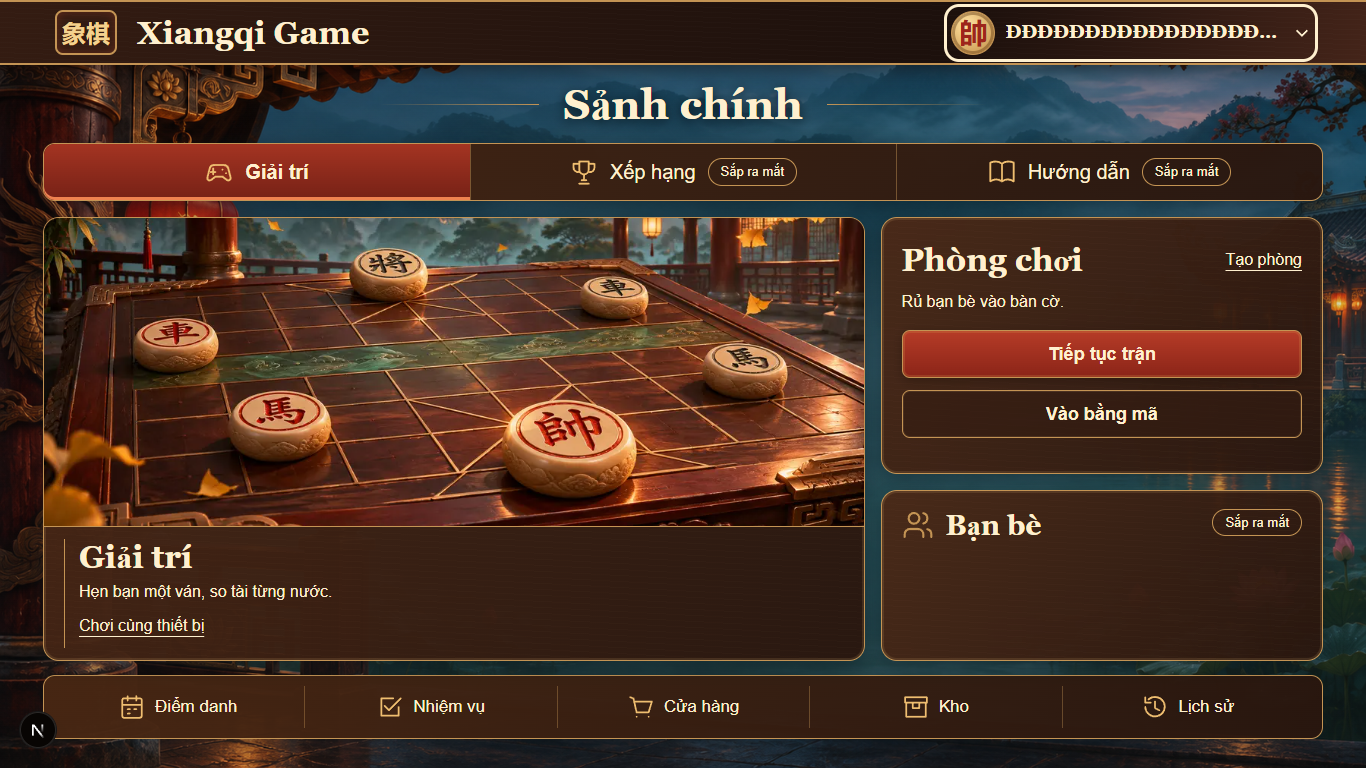 象棋 Xiangqi Game
帥 ĐĐĐĐĐĐĐĐĐĐĐĐĐĐĐĐ...
Sảnh chính
Giải trí
Xếp hạng Sắp ra mắt
Hướng dẫn Sắp ra mắt
將
車
車
馬
馬
帥
Giải trí
Hẹn bạn một ván, so tài từng nước.
Chơi cùng thiết bị
Phòng chơi
Tạo phòng
Rủ bạn bè vào bàn cờ.
Tiếp tục trận
Vào bằng mã
Bạn bè
Sắp ra mắt
Điểm danh
Nhiệm vụ
Cửa hàng
Kho
Lịch sử
N